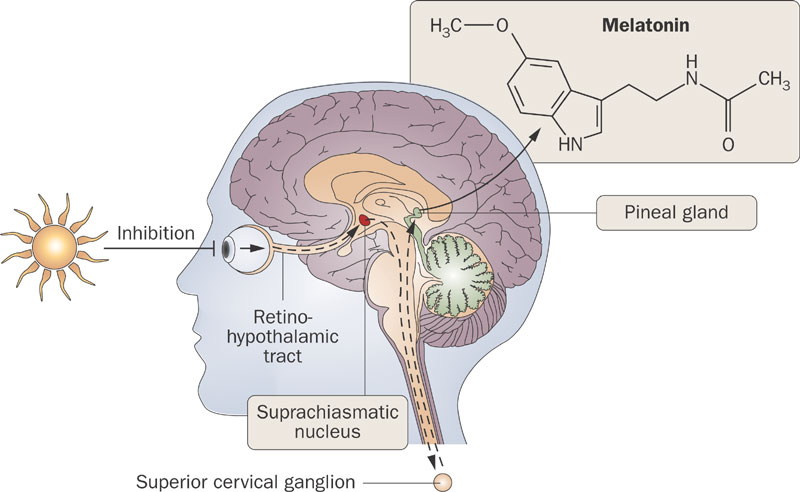 H₃C
O
Melatonin
H
N
CH₃
O
HN
Pineal gland
Inhibition
Retino-
hypothalamic
tract
Suprachiasmatic
nucleus
Superior cervical ganglion